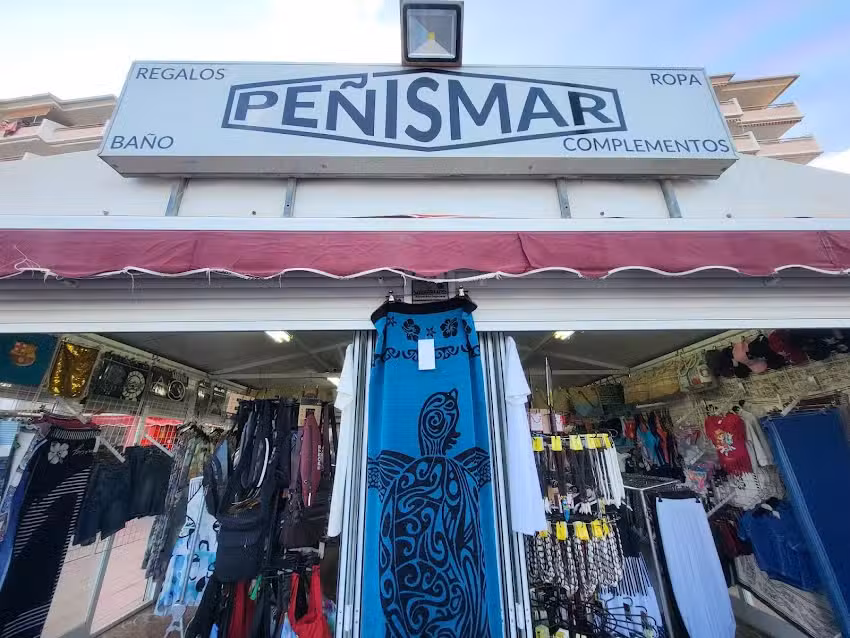 REGALOS
ROPA
PEÑISMAR
BAÑO
COMPLEMENTOS